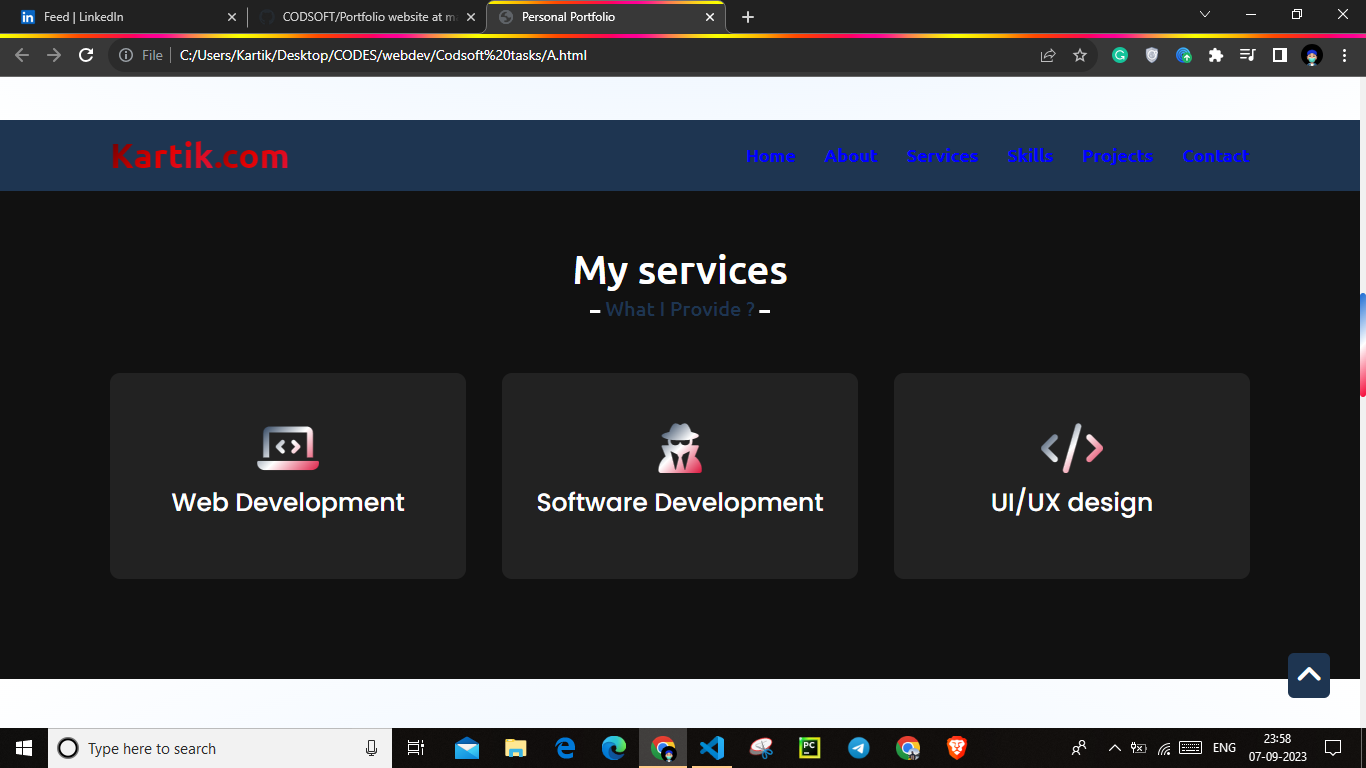 Feed | LinkedIn
CODSOFT/Portfolio website at ma
Personal Portfolio
File
C:/Users/Kartik/Desktop/CODES/webdev/Codsoft%20tasks/A.html
Kartik.com
Home
About
Services
Skills
Projects
Contact
My services
– What I Provide ? –
Web Development
Software Development
UI/UX design
Type here to search
PC
ENG
23:58
07-09-2023